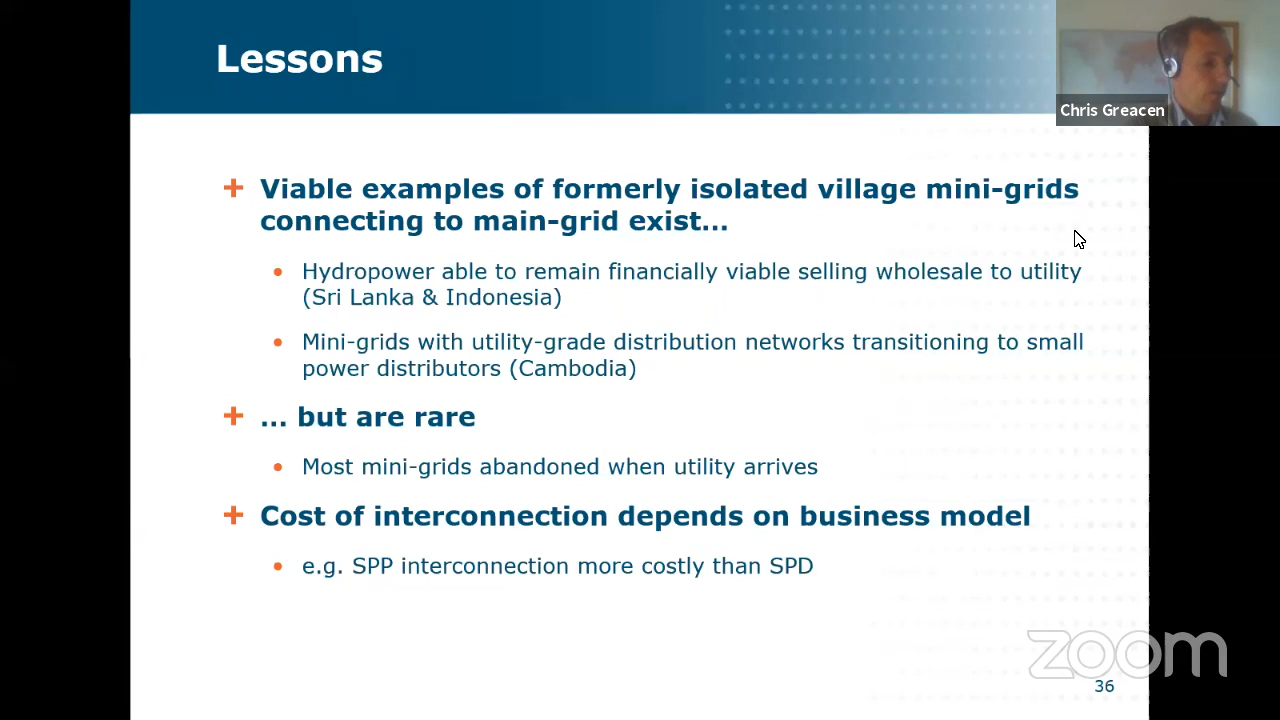 Lessons
Chris Greacen
+ Viable examples of formerly isolated village mini-grids
connecting to main-grid exist…
• Hydropower able to remain financially viable selling wholesale to utility
(Sri Lanka & Indonesia)
• Mini-grids with utility-grade distribution networks transitioning to small
power distributors (Cambodia)
+ … but are rare
• Most mini-grids abandoned when utility arrives
+ Cost of interconnection depends on business model
• e.g. SPP interconnection more costly than SPD
zoom
36